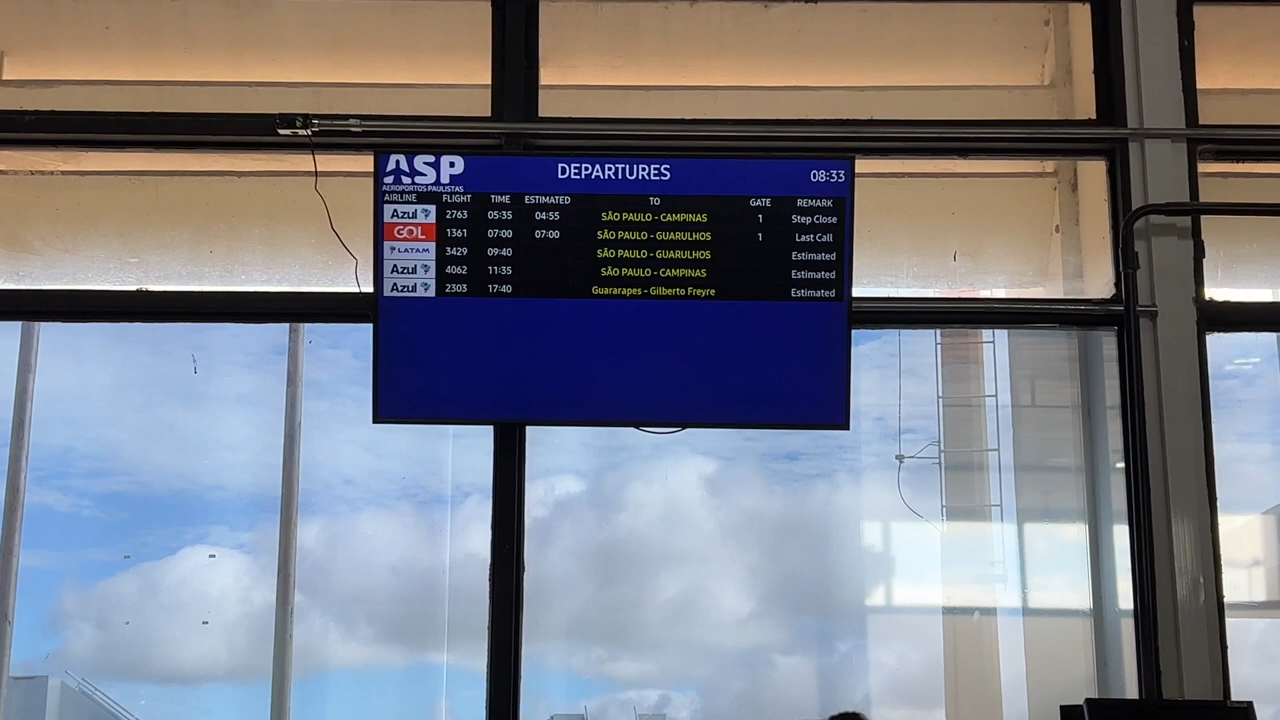 ASP
AEROPORTOS PAULISTAS
DEPARTURES
08:33
AIRLINE FLIGHT TIME ESTIMATED TO GATE REMARK
Azul 2763 05:35 04:55 SÃO PAULO - CAMPINAS 1 Step Close
GOL 1361 07:00 07:00 SÃO PAULO - GUARULHOS 1 Last Call
LATAM 3429 09:40 SÃO PAULO - GUARULHOS Estimated
Azul 4062 11:35 SÃO PAULO - CAMPINAS Estimated
Azul 2303 17:40 Guararapes - Gilberto Freyre Estimated